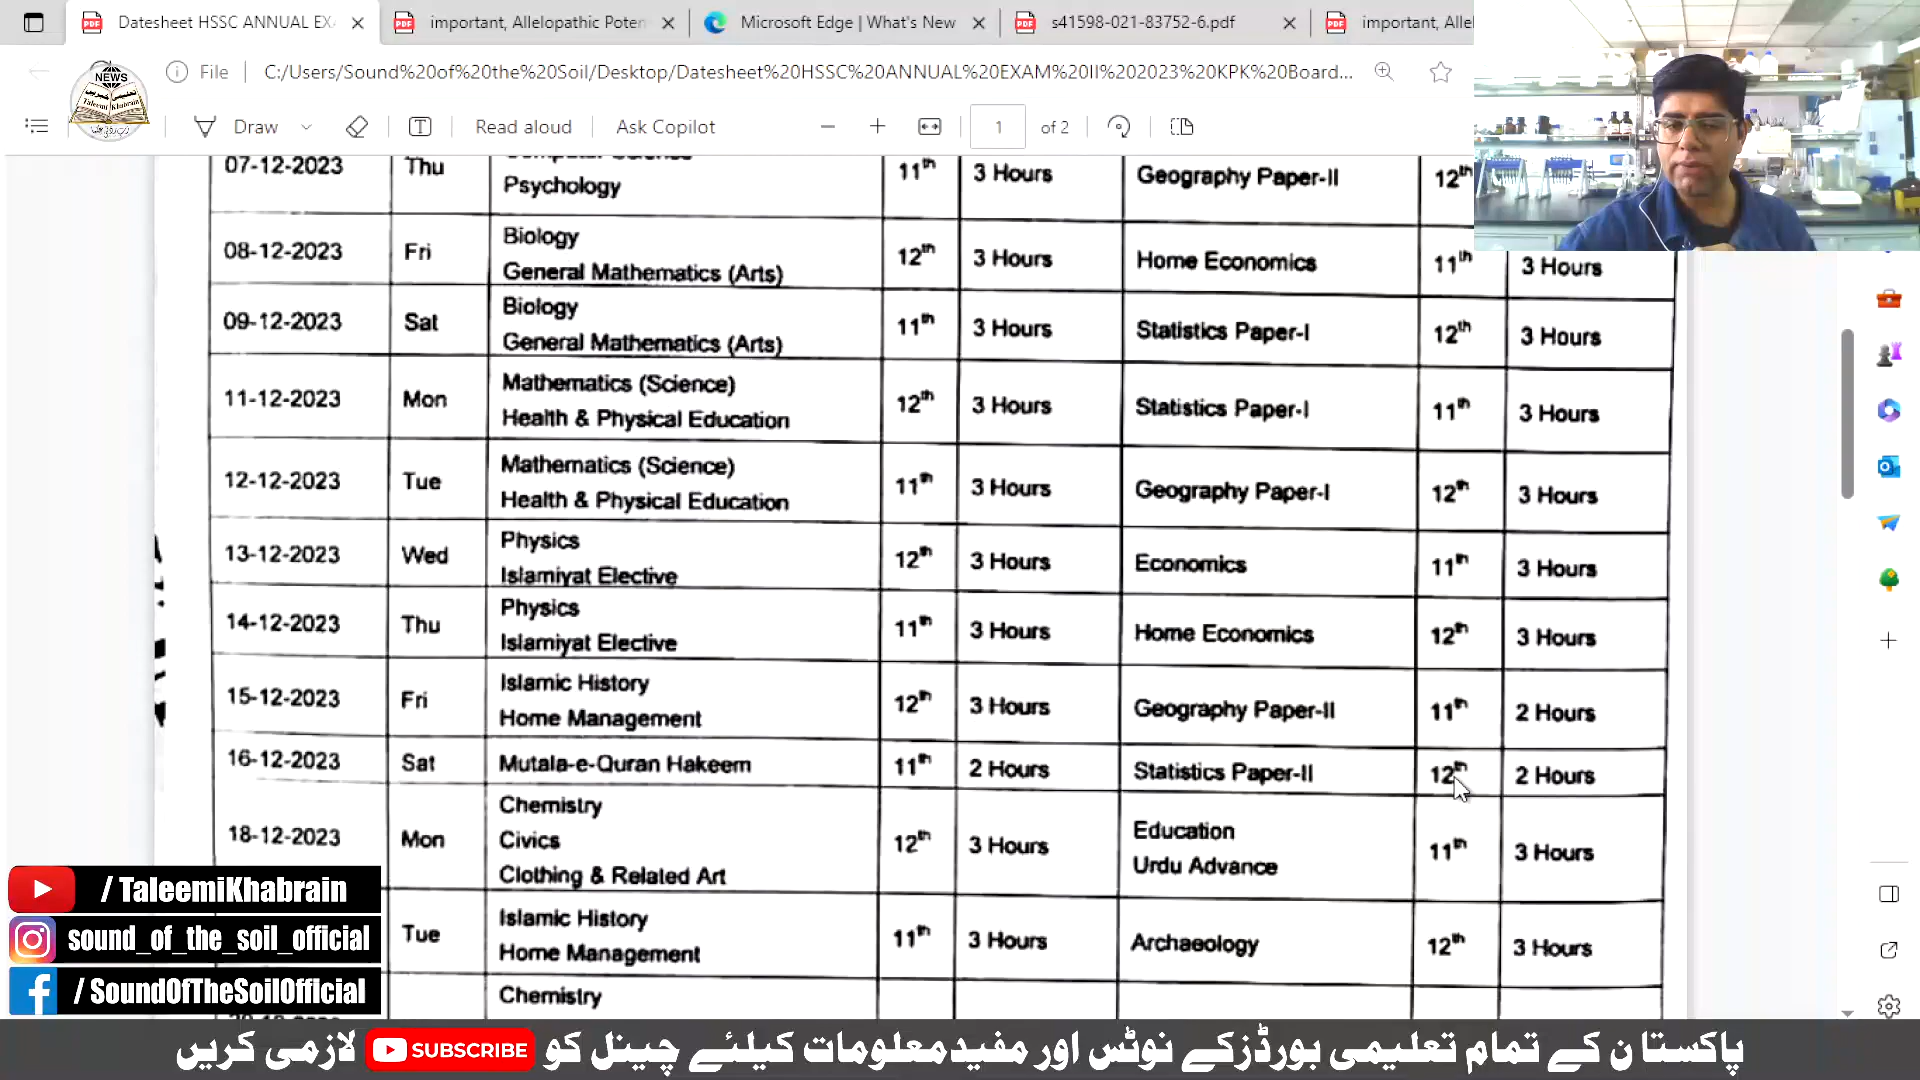 Datesheet HSSC ANNUAL EXA
important, Allelopathic Poten
Microsoft Edge | What's New
s41598-021-83752-6.pdf
important, Allel
NEWS
Taleemi Khabrain
File
C:/Users/Sound%20of%20the%20Soil/Desktop/Datesheet%20HSSC%20ANNUAL%20EXAM%20II%202023%20KPK%20Board...
Draw
Read aloud
Ask Copilot
1
of 2
07-12-2023 Thu Computer Science 11th 3 Hours Geography Paper-II 12th
Psychology
08-12-2023 Fri Biology 12th 3 Hours Home Economics 11th 3 Hours
General Mathematics (Arts)
09-12-2023 Sat Biology 11th 3 Hours Statistics Paper-I 12th 3 Hours
General Mathematics (Arts)
11-12-2023 Mon Mathematics (Science) 12th 3 Hours Statistics Paper-I 11th 3 Hours
Health & Physical Education
12-12-2023 Tue Mathematics (Science) 11th 3 Hours Geography Paper-I 12th 3 Hours
Health & Physical Education
13-12-2023 Wed Physics 12th 3 Hours Economics 11th 3 Hours
Islamiyat Elective
14-12-2023 Thu Physics 11th 3 Hours Home Economics 12th 3 Hours
Islamiyat Elective
15-12-2023 Fri Islamic History 12th 3 Hours Geography Paper-II 11th 2 Hours
Home Management
16-12-2023 Sat Mutala-e-Quran Hakeem 11th 2 Hours Statistics Paper-II 12th 2 Hours
18-12-2023 Mon Chemistry 12th 3 Hours Education 11th 3 Hours
Civics Urdu Advance
Clothing & Related Art
Tue Islamic History 11th 3 Hours Archaeology 12th 3 Hours
Home Management
Chemistry
/ TaleemiKhabrain
sound_of_the_soil_official
/ SoundOfTheSoilOfficial
پاکستان کے تمام تعلیمی بورڈزکے نوٹس اور مفیدمعلومات کیلئے چینل کو SUBSCRIBE لازمی کریں